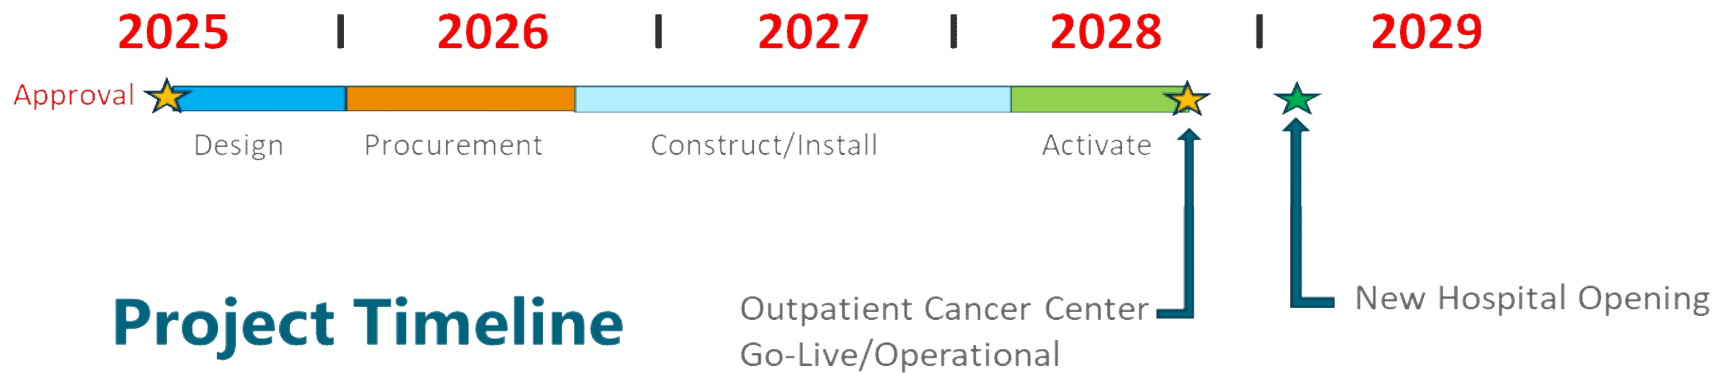 2025 | 2026 | 2027 | 2028 | 2029
Approval
Design Procurement Construct/Install Activate
Project Timeline
Outpatient Cancer Center
Go-Live/Operational
New Hospital Opening